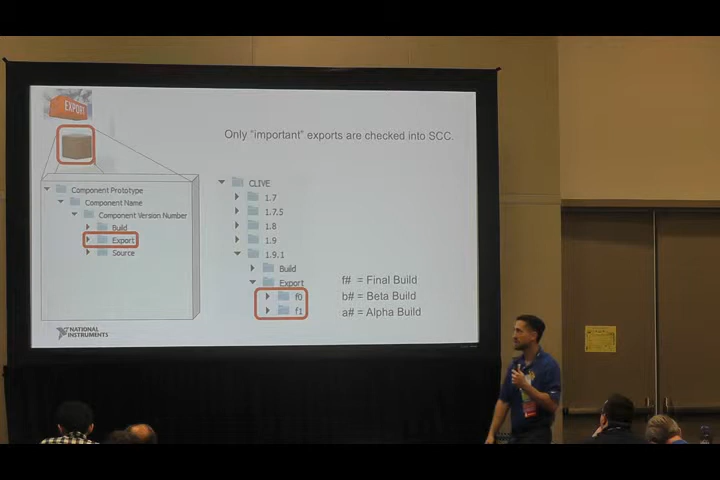 EXPORT
Only "important" exports are checked into SCC.
Component Prototype
Component Name
Component Version Number
Build
Export
Source
CLIVE
1.7
1.7.5
1.8
1.9
1.9.1
Build
Export
f0
f1
f# = Final Build
b# = Beta Build
a# = Alpha Build
NATIONAL
INSTRUMENTS